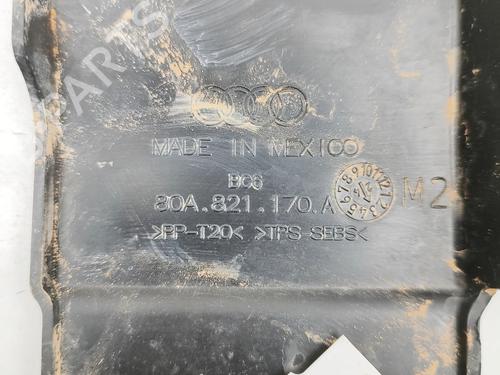 MADE IN MEXICO
BC6
80A.821.170.A
>PP-T20< >TPS-SEBS<
M2